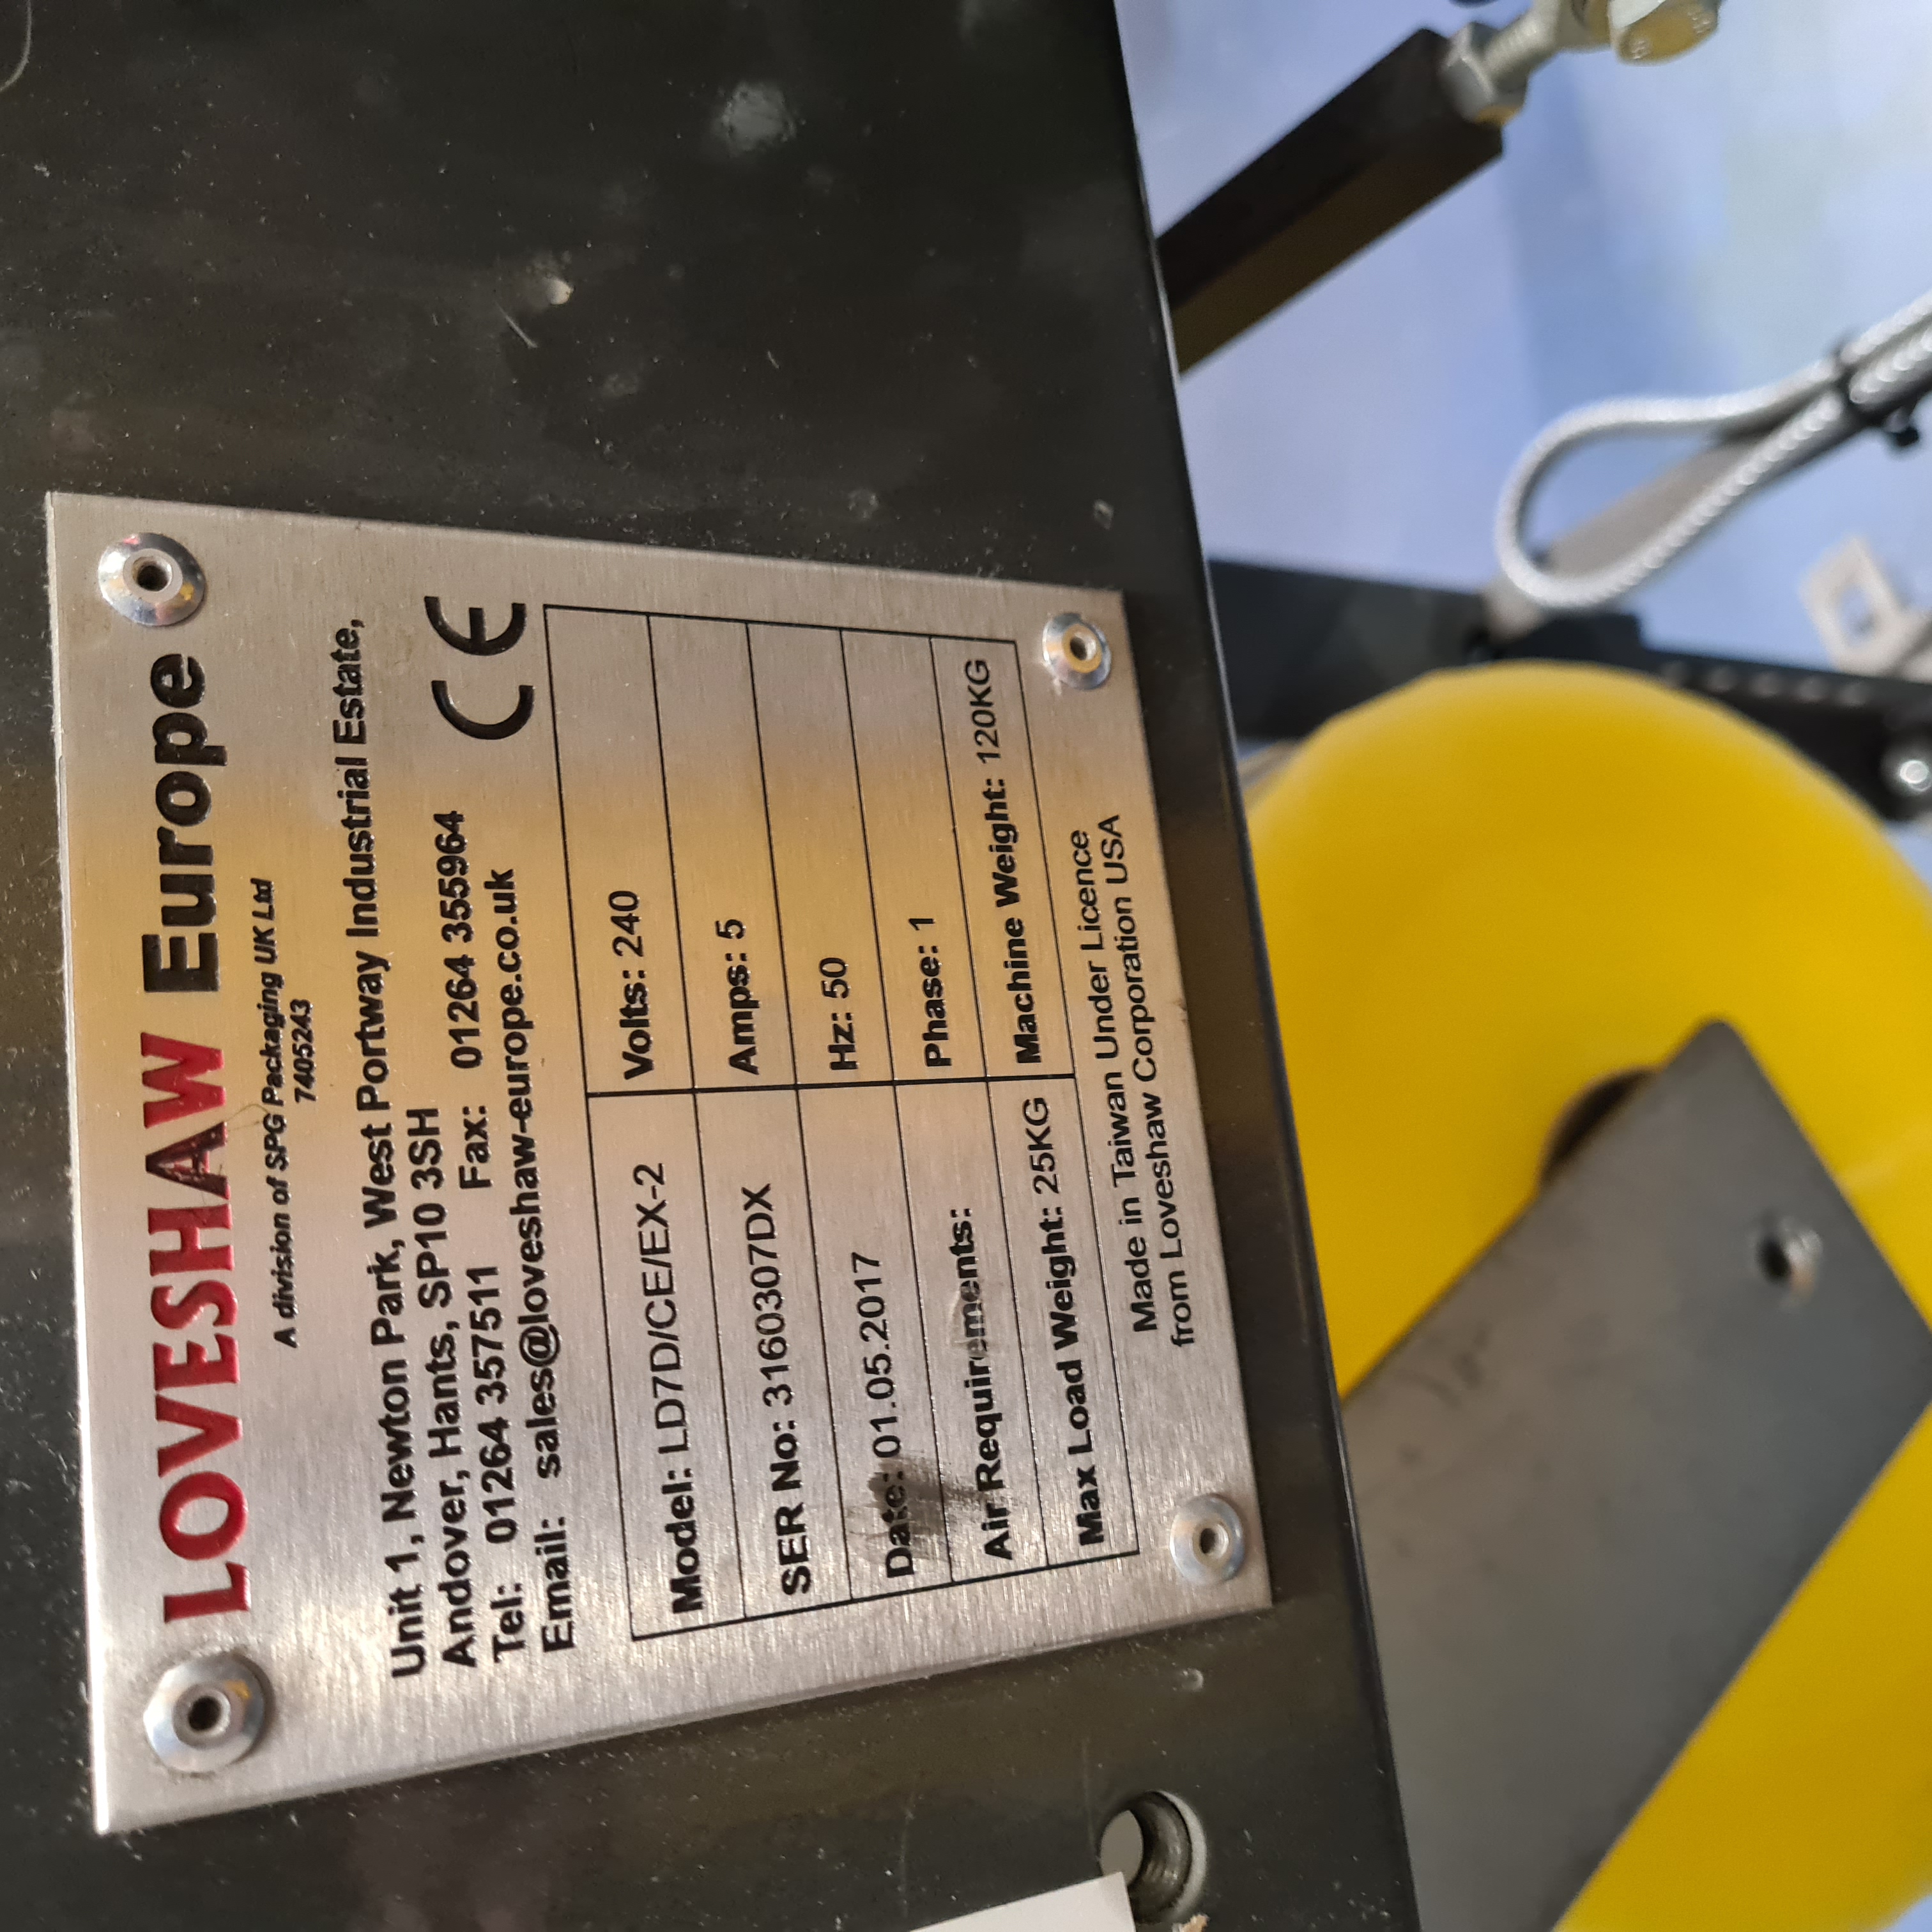 LOVESHAW Europe
A division of SPG Packaging UK Ltd
7405243
Unit 1, Newton Park, West Portway Industrial Estate,
Andover, Hants, SP10 3SH
Tel: 01264 357511 Fax: 01264 355964
Email: sales@loveshaw-europe.co.uk
CE
Model: LD7D/CE/EX-2 Volts: 240
SER No: 3160307DX Amps: 5
Date: 01.05.2017 Hz: 50
Air Requirements: Phase: 1
Max Load Weight: 25KG Machine Weight: 120KG
Made in Taiwan Under Licence
from Loveshaw Corporation USA